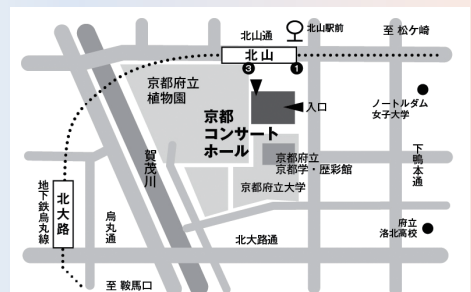 北山駅前
北山通
至 松ケ崎
北山
3
1
京都府立
植物園
入口
ノートルダム
女子大学
京都
コンサート
ホール
賀茂川
京都府立
京都学・歴彩館
下鴨本通
京都府立大学
北大路
地下鉄烏丸線
烏丸通
府立
洛北高校
北大路通
至 鞍馬口